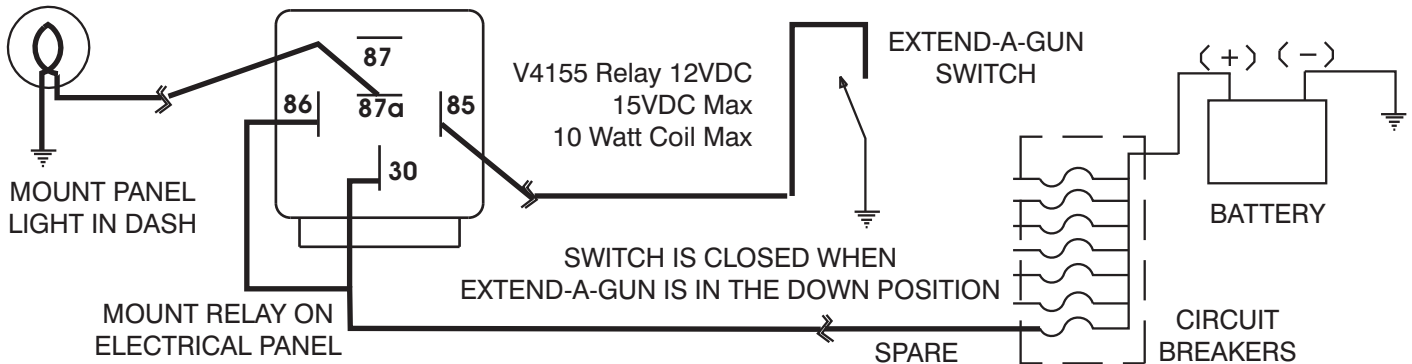 87
86
87a
85
30
V4155 Relay 12VDC
15VDC Max
10 Watt Coil Max
EXTEND-A-GUN
SWITCH
(+) (−)
BATTERY
MOUNT PANEL
LIGHT IN DASH
SWITCH IS CLOSED WHEN
EXTEND-A-GUN IS IN THE DOWN POSITION
MOUNT RELAY ON
ELECTRICAL PANEL
SPARE
CIRCUIT
BREAKERS